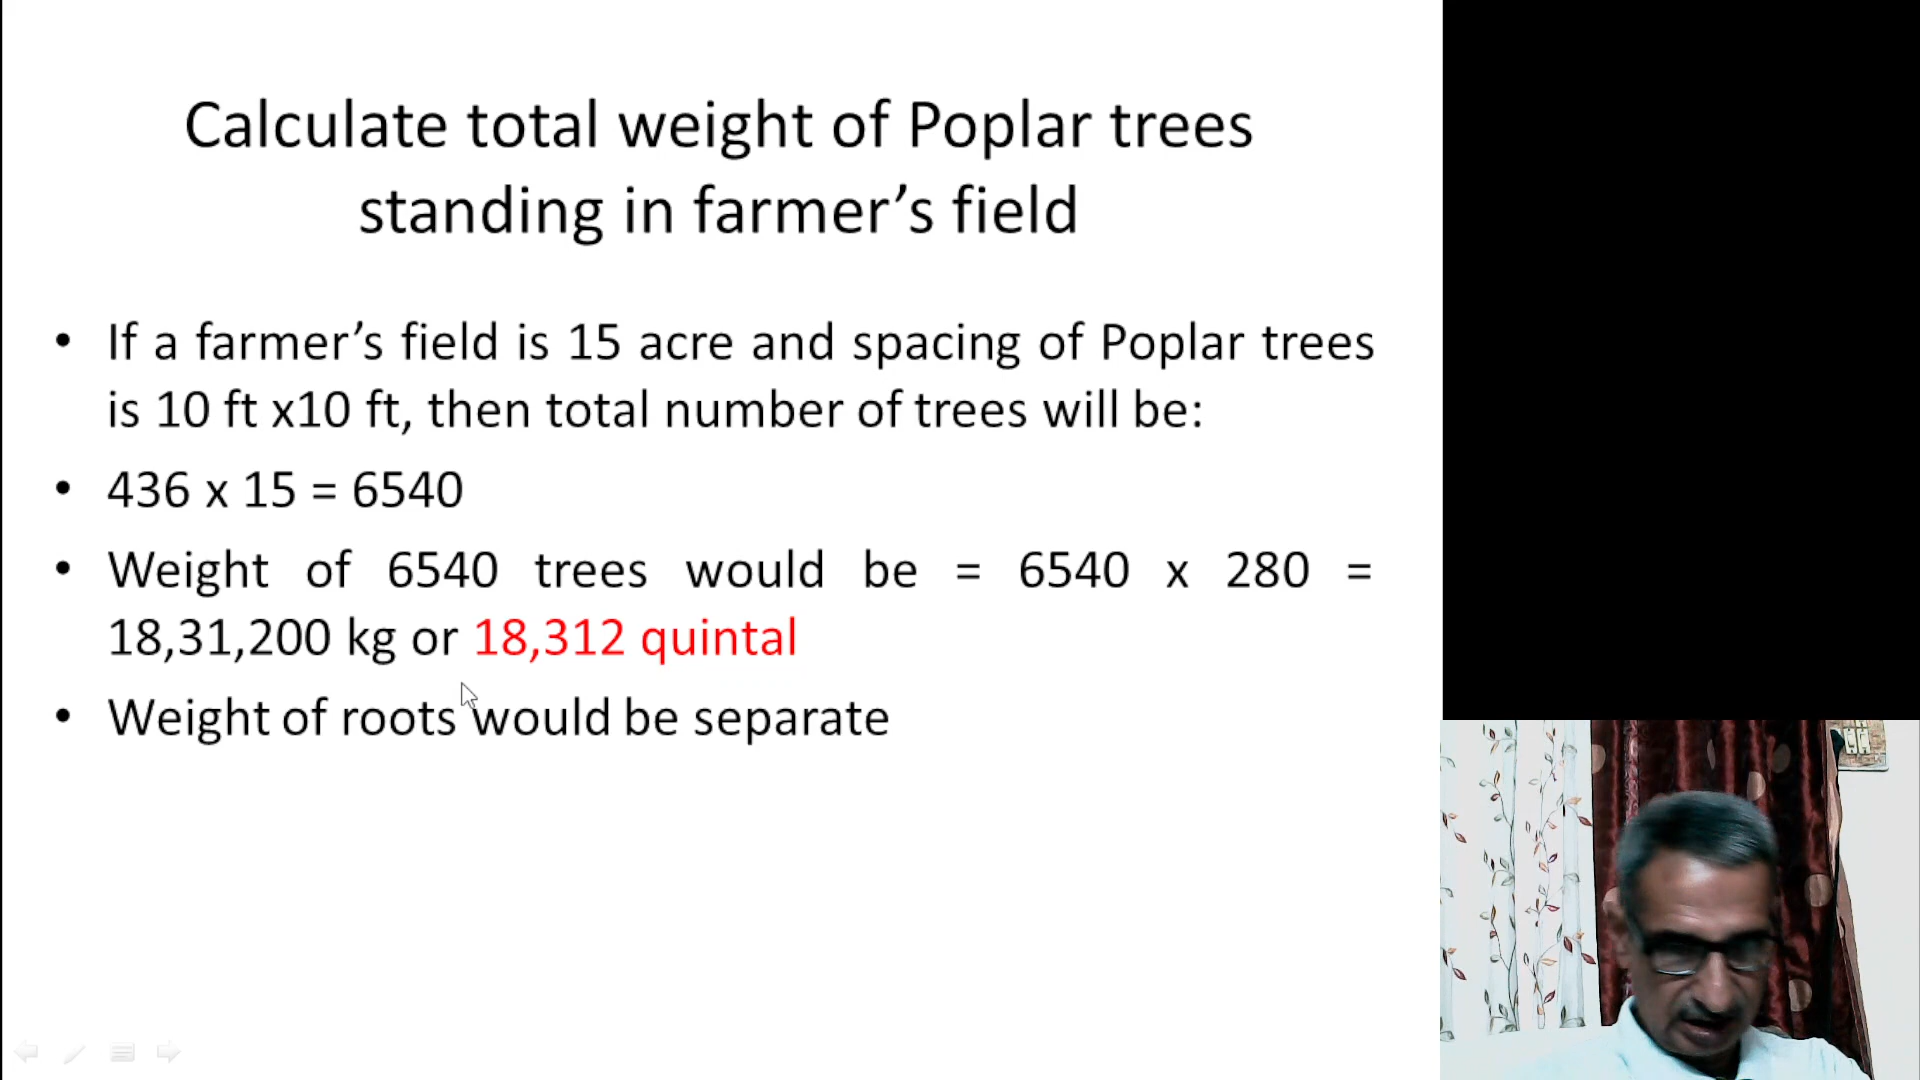 Calculate total weight of Poplar trees
standing in farmer’s field
• If a farmer’s field is 15 acre and spacing of Poplar trees
is 10 ft x10 ft, then total number of trees will be:
• 436 x 15 = 6540
• Weight of 6540 trees would be = 6540 x 280 =
18,31,200 kg or 18,312 quintal
• Weight of roots would be separate